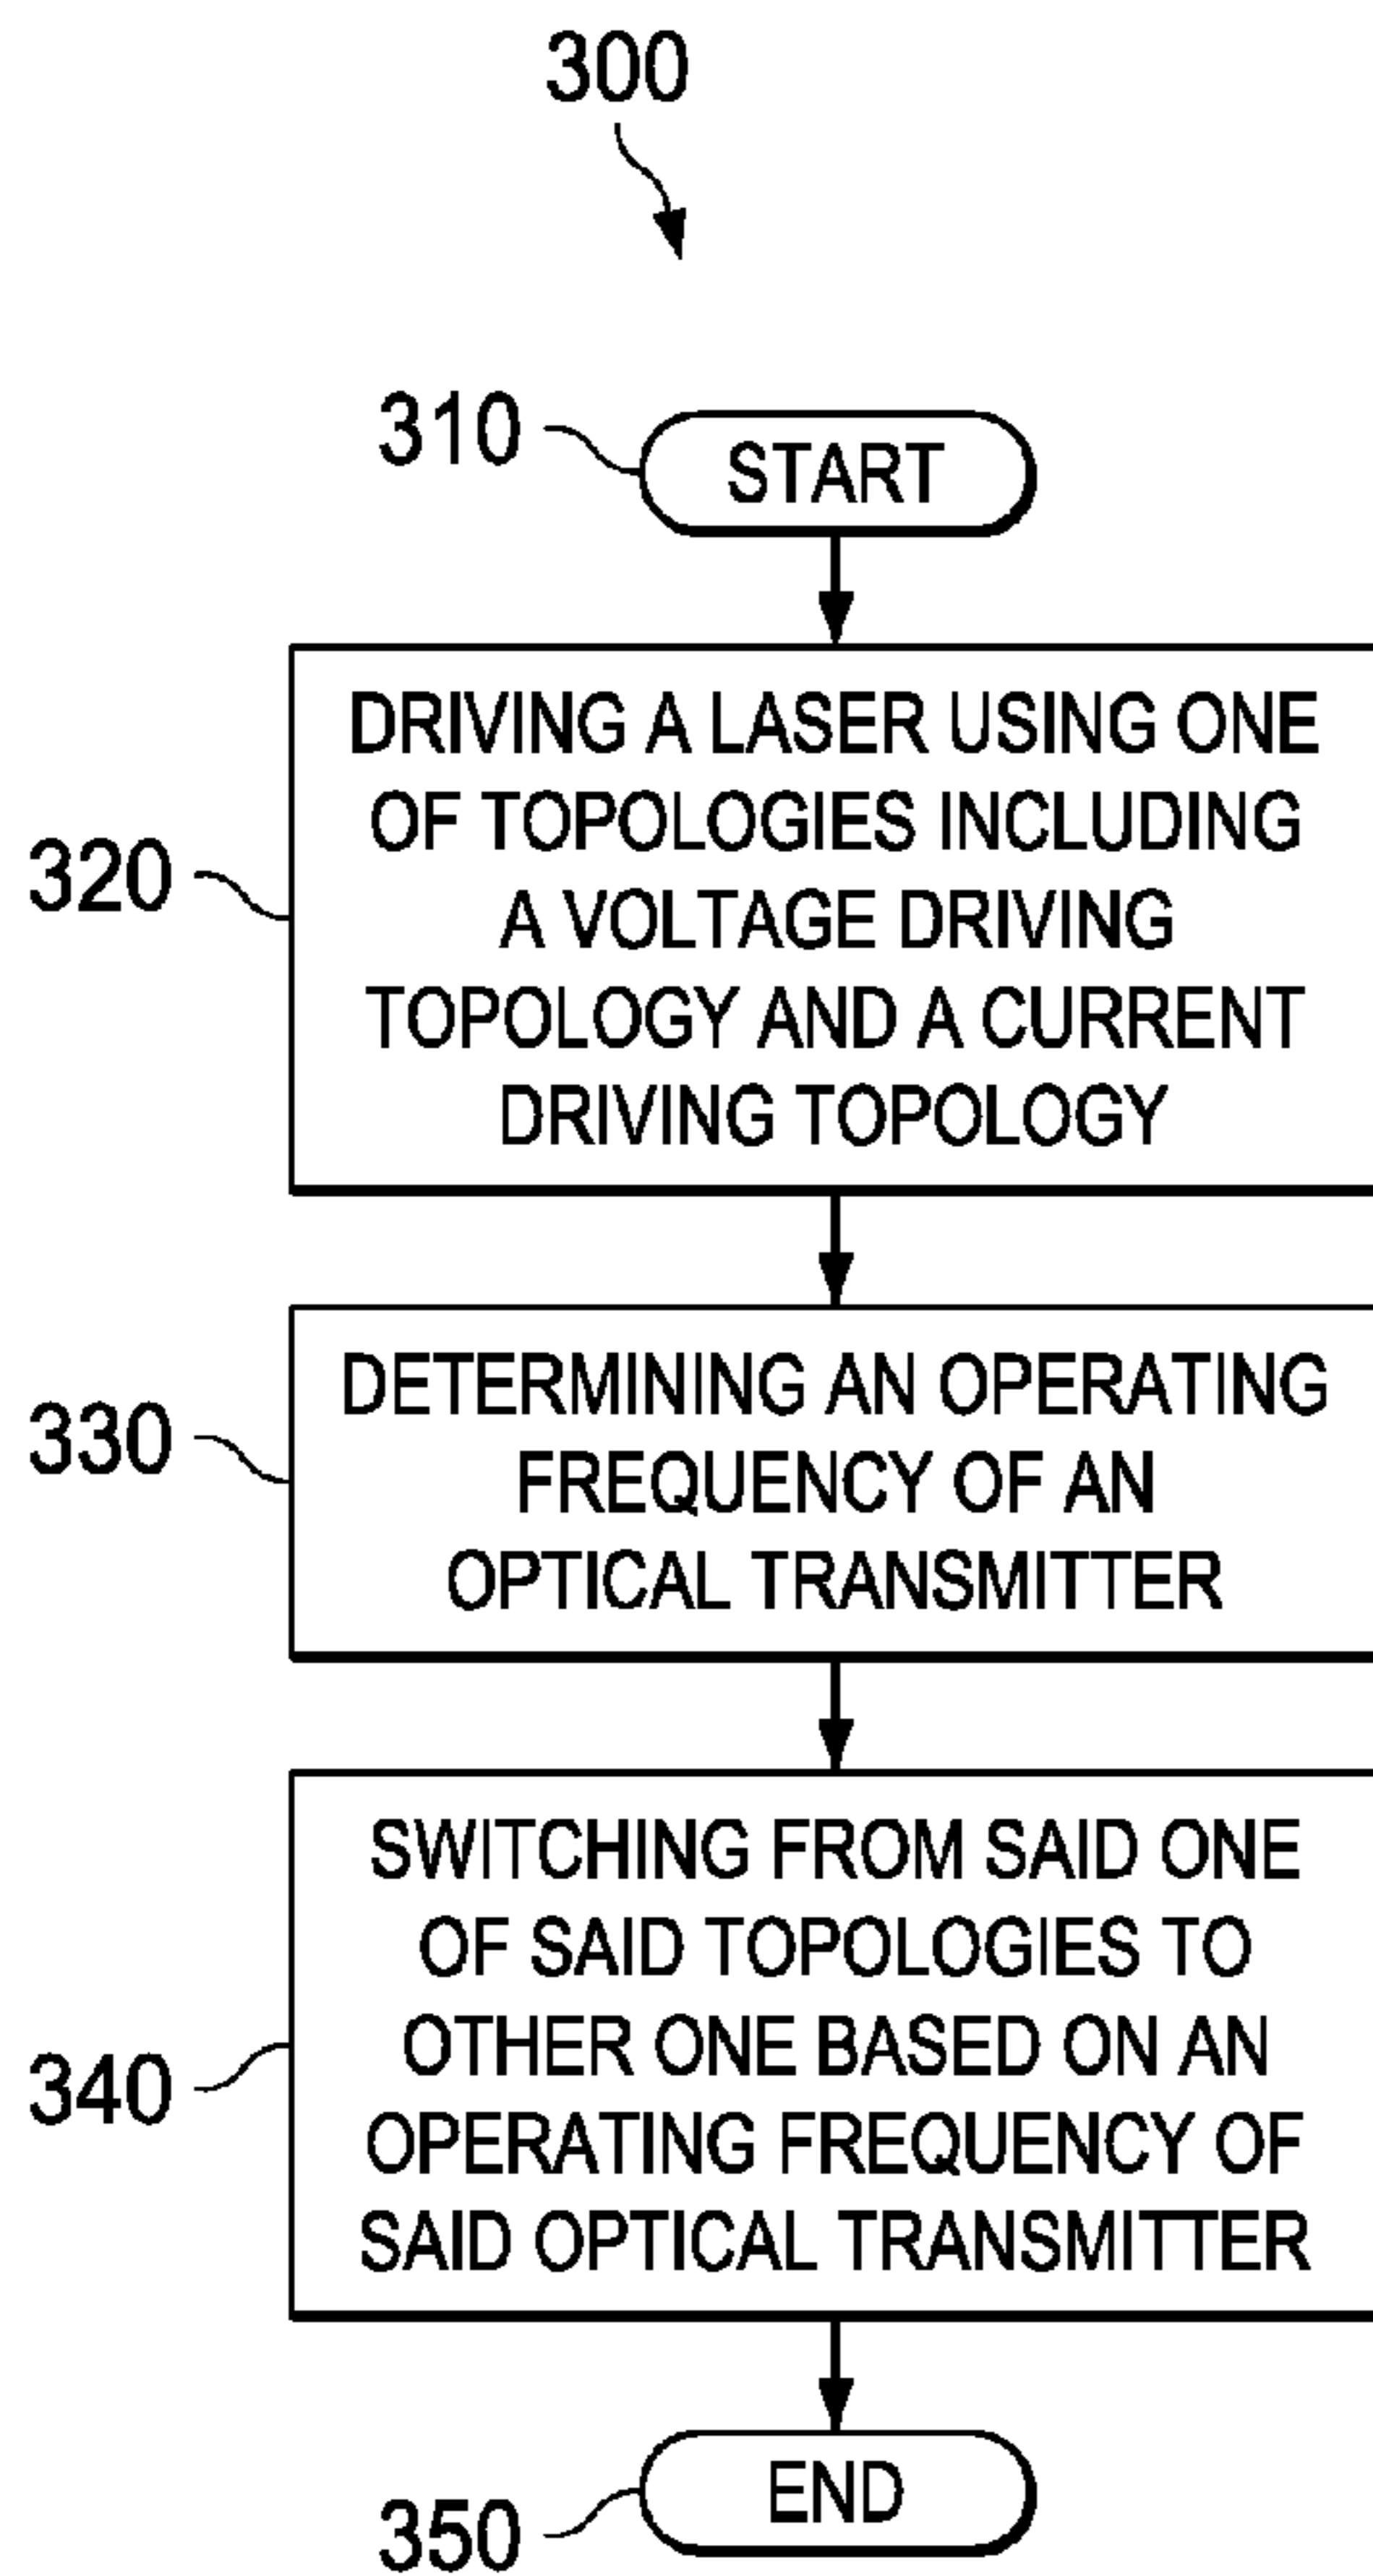 300
310
START
320
DRIVING A LASER USING ONE
OF TOPOLOGIES INCLUDING
A VOLTAGE DRIVING
TOPOLOGY AND A CURRENT
DRIVING TOPOLOGY
330
DETERMINING AN OPERATING
FREQUENCY OF AN
OPTICAL TRANSMITTER
340
SWITCHING FROM SAID ONE
OF SAID TOPOLOGIES TO
OTHER ONE BASED ON AN
OPERATING FREQUENCY OF
SAID OPTICAL TRANSMITTER
350
END